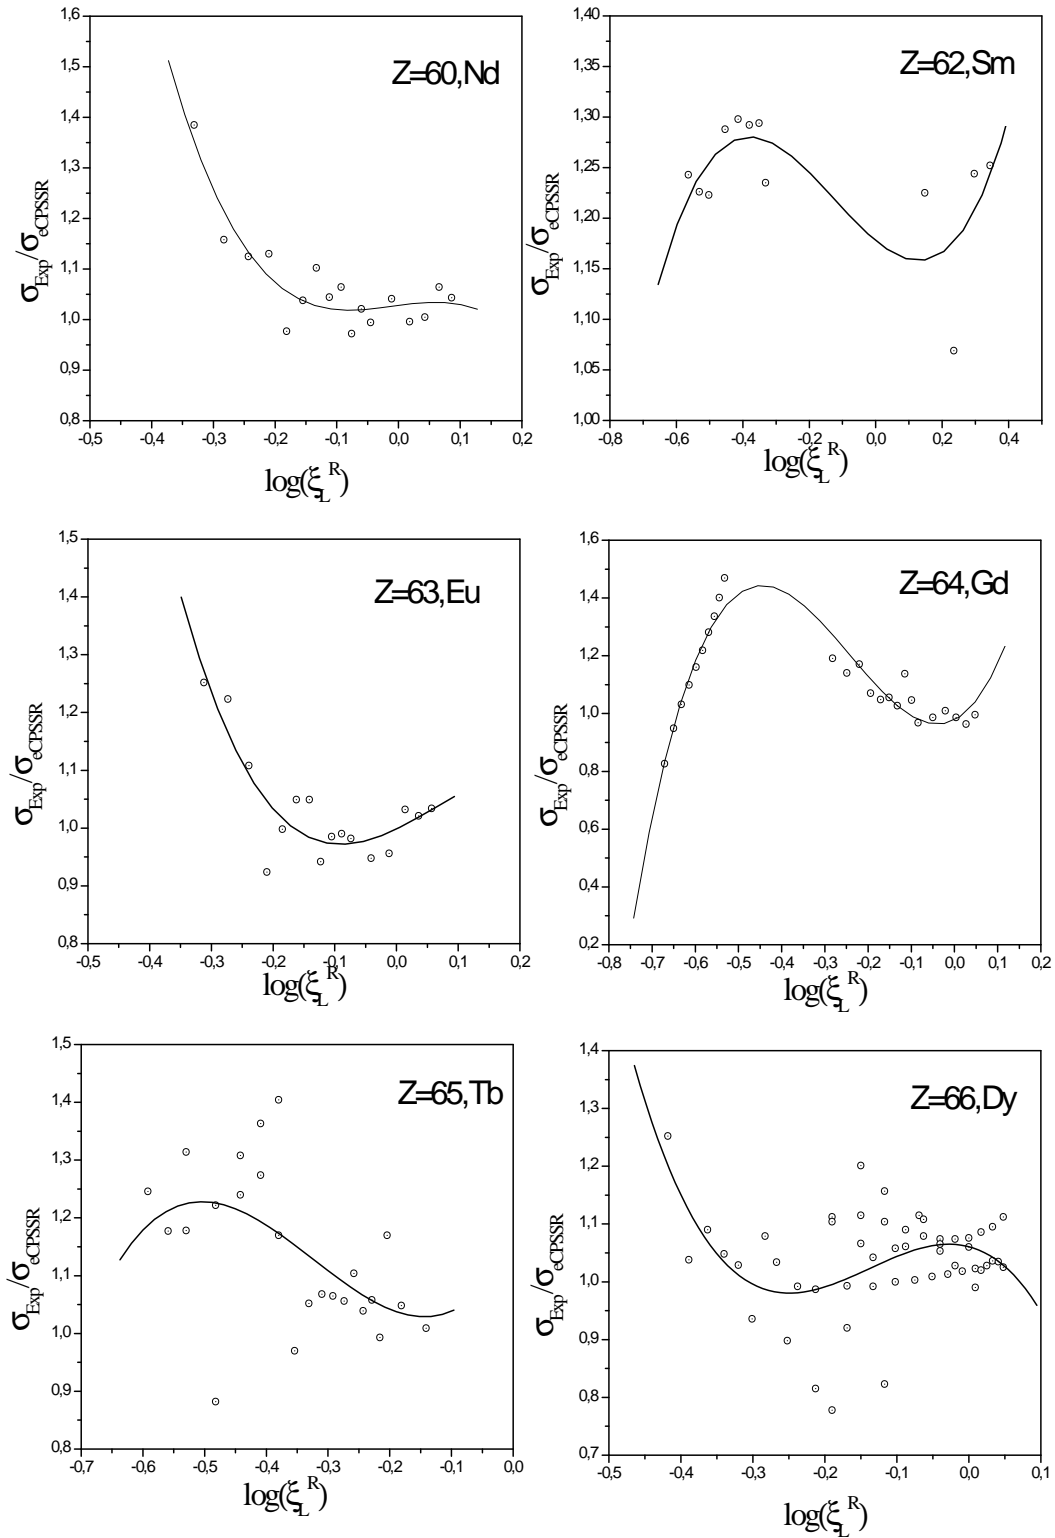 1,6
1,5
1,4
1,3
1,2
1,1
1,0
0,9
0,8
-0,5 -0,4 -0,3 -0,2 -0,1 0,0 0,1 0,2
Z=60,Nd
σExp/σeCPSSR
log(ξLR)
1,40
1,35
1,30
1,25
1,20
1,15
1,10
1,05
1,00
-0,8 -0,6 -0,4 -0,2 0,0 0,2 0,4
Z=62,Sm
σExp/σeCPSSR
log(ξLR)
1,5
1,4
1,3
1,2
1,1
1,0
0,9
0,8
-0,5 -0,4 -0,3 -0,2 -0,1 0,0 0,1 0,2
Z=63,Eu
σExp/σeCPSSR
log(ξLR)
1,6
1,4
1,2
1,0
0,8
0,6
0,4
0,2
-0,8 -0,7 -0,6 -0,5 -0,4 -0,3 -0,2 -0,1 0,0 0,1 0,2
Z=64,Gd
σExp/σeCPSSR
log(ξLR)
1,5
1,4
1,3
1,2
1,1
1,0
0,9
0,8
-0,7 -0,6 -0,5 -0,4 -0,3 -0,2 -0,1 0,0
Z=65,Tb
σExp/σeCPSSR
log(ξLR)
1,4
1,3
1,2
1,1
1,0
0,9
0,8
0,7
-0,5 -0,4 -0,3 -0,2 -0,1 0,0 0,1
Z=66,Dy
σExp/σeCPSSR
log(ξLR)